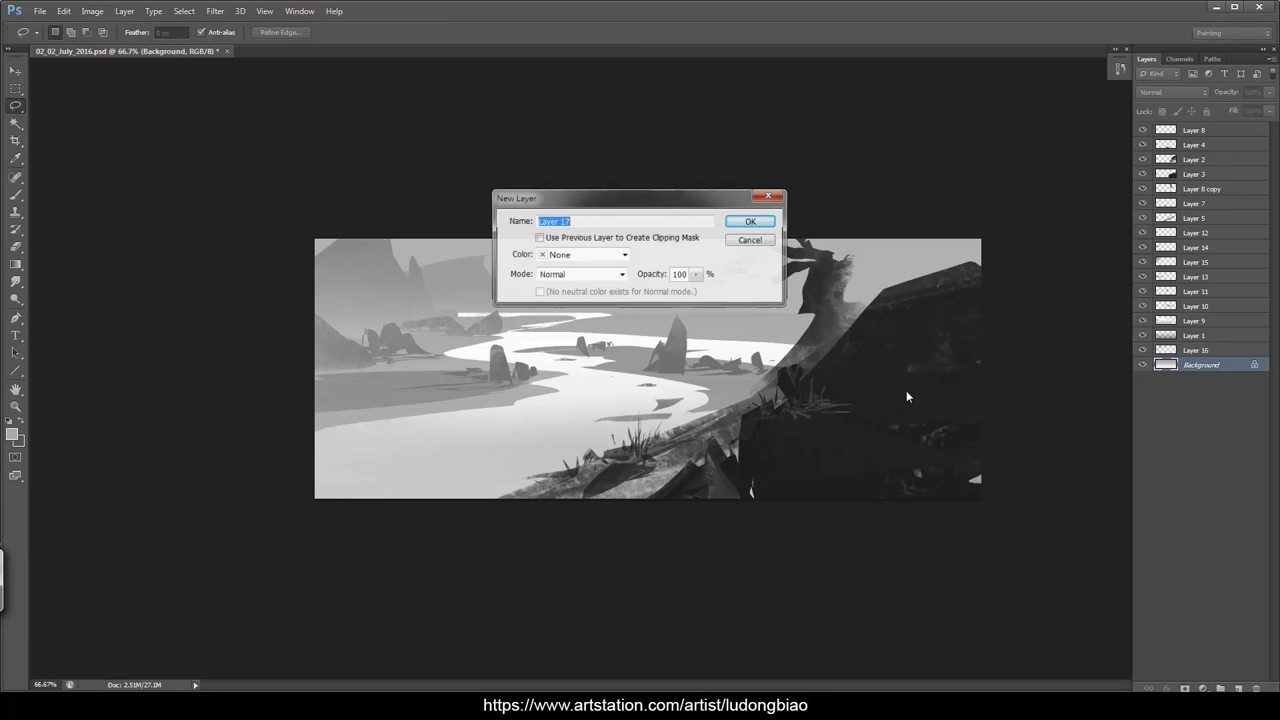 Ps File Edit Image Layer Type Select Filter 3D View Window Help
Feather: 0 px Anti-alias Refine Edge... Painting
02_02_July_2016.psd @ 66.7% (Background, RGB/8) * ×
Layers Channels Paths
Kind
Normal Opacity: 100%
Lock: Fill: 100%
Layer 8
Layer 4
Layer 2
Layer 3
Layer 8 copy
Layer 7
Layer 5
Layer 12
Layer 14
Layer 15
Layer 13
Layer 11
Layer 10
Layer 9
Layer 1
Layer 16
Background
New Layer
Name: Layer 17 OK
Use Previous Layer to Create Clipping Mask Cancel
Color: None
Mode: Normal Opacity: 100 %
(No neutral color exists for Normal mode.)
66.67% Doc: 2.51M/27.1M
https://www.artstation.com/artist/ludongbiao